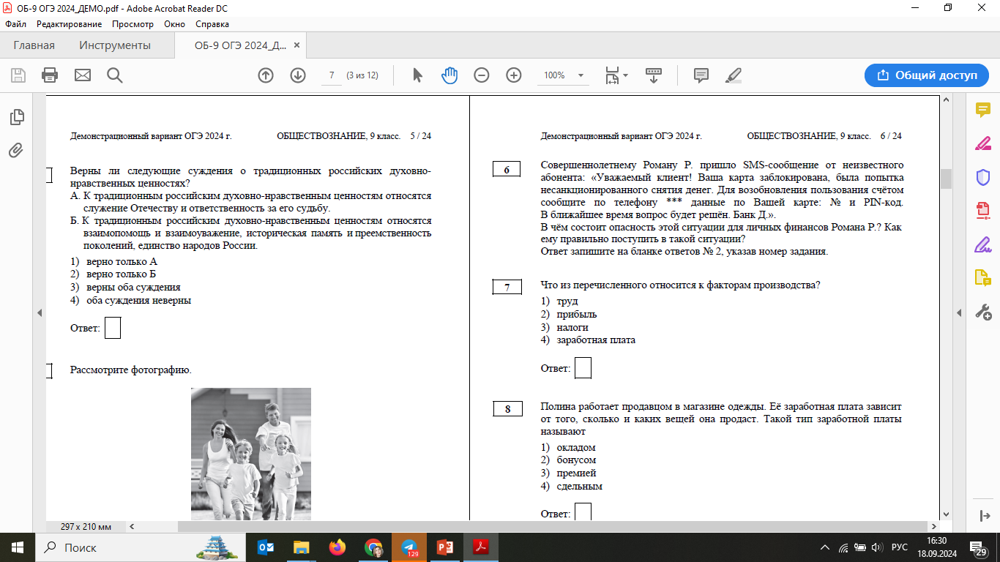 ОБ-9 ОГЭ 2024_ДЕМО.pdf - Adobe Acrobat Reader DC
Файл Редактирование Просмотр Окно Справка
Главная Инструменты ОБ-9 ОГЭ 2024_Д... ×
7 (3 из 12) 100% Общий доступ
Демонстрационный вариант ОГЭ 2024 г. ОБЩЕСТВОЗНАНИЕ, 9 класс. 5 / 24
Верны ли следующие суждения о традиционных российских духовно-
нравственных ценностях?
А. К традиционным российским духовно-нравственным ценностям относятся
служение Отечеству и ответственность за его судьбу.
Б. К традиционным российским духовно-нравственным ценностям относятся
взаимопомощь и взаимоуважение, историческая память и преемственность
поколений, единство народов России.
1) верно только А
2) верно только Б
3) верны оба суждения
4) оба суждения неверны
Ответ:
Рассмотрите фотографию.
Демонстрационный вариант ОГЭ 2024 г. ОБЩЕСТВОЗНАНИЕ, 9 класс. 6 / 24
6 Совершеннолетнему Роману Р. пришло SMS-сообщение от неизвестного
абонента: «Уважаемый клиент! Ваша карта заблокирована, была попытка
несанкционированного снятия денег. Для возобновления пользования счётом
сообщите по телефону *** данные по Вашей карте: № и PIN-код.
В ближайшее время вопрос будет решён. Банк Д.».
В чём состоит опасность этой ситуации для личных финансов Романа Р.? Как
ему правильно поступить в такой ситуации?
Ответ запишите на бланке ответов № 2, указав номер задания.
7 Что из перечисленного относится к факторам производства?
1) труд
2) прибыль
3) налоги
4) заработная плата
Ответ:
8 Полина работает продавцом в магазине одежды. Её заработная плата зависит
от того, сколько и каких вещей она продаст. Такой тип заработной платы
называют
1) окладом
2) бонусом
3) премией
4) сдельным
Ответ:
297 x 210 мм
Поиск
129
РУС
16:30
18.09.2024
29